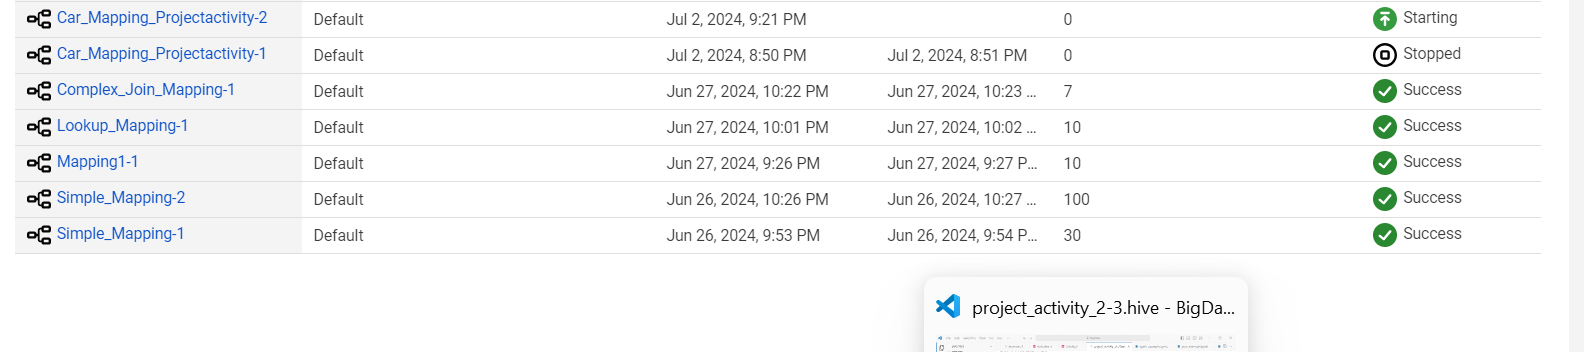 Car_Mapping_Projectactivity-2 Default Jul 2, 2024, 9:21 PM 0 Starting
Car_Mapping_Projectactivity-1 Default Jul 2, 2024, 8:50 PM Jul 2, 2024, 8:51 PM 0 Stopped
Complex_Join_Mapping-1 Default Jun 27, 2024, 10:22 PM Jun 27, 2024, 10:23 ... 7 Success
Lookup_Mapping-1 Default Jun 27, 2024, 10:01 PM Jun 27, 2024, 10:02 ... 10 Success
Mapping1-1 Default Jun 27, 2024, 9:26 PM Jun 27, 2024, 9:27 P... 10 Success
Simple_Mapping-2 Default Jun 26, 2024, 10:26 PM Jun 26, 2024, 10:27 ... 100 Success
Simple_Mapping-1 Default Jun 26, 2024, 9:53 PM Jun 26, 2024, 9:54 P... 30 Success
project_activity_2-3.hive - BigDa...